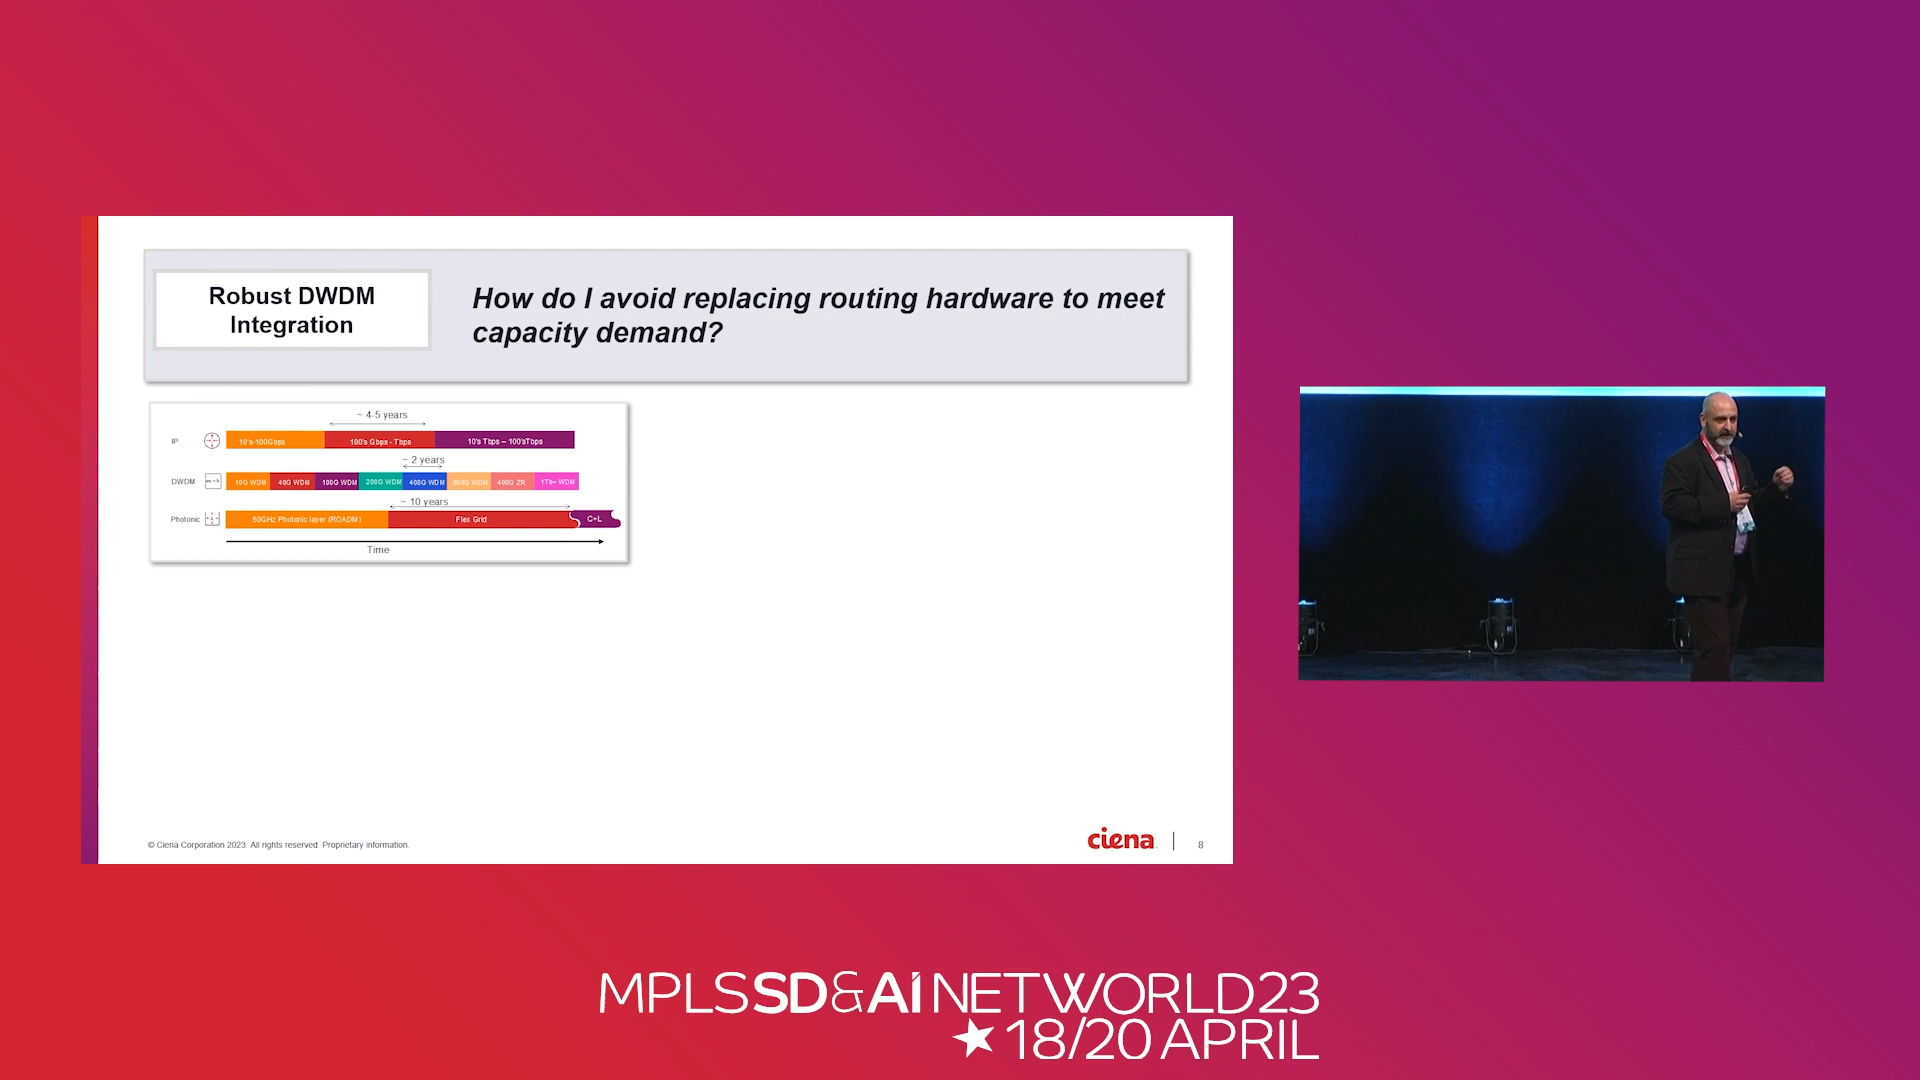 Robust DWDM
Integration
How do I avoid replacing routing hardware to meet
capacity demand?
~ 4-5 years
IP
10's-100Gbps
100's Gbps - Tbps
10's Tbps – 100'sTbps
~ 2 years
DWDM
10G WDM
40G WDM
100G WDM
200G WDM
400G WDM
800G WDM
400G ZR
1Tb+ WDM
~ 10 years
Photonic
50GHz Photonic layer (ROADM)
Flex Grid
C+L
Time
© Ciena Corporation 2023. All rights reserved. Proprietary information.
ciena
8
MPLSSD&AI NETWORLD23
18/20 APRIL